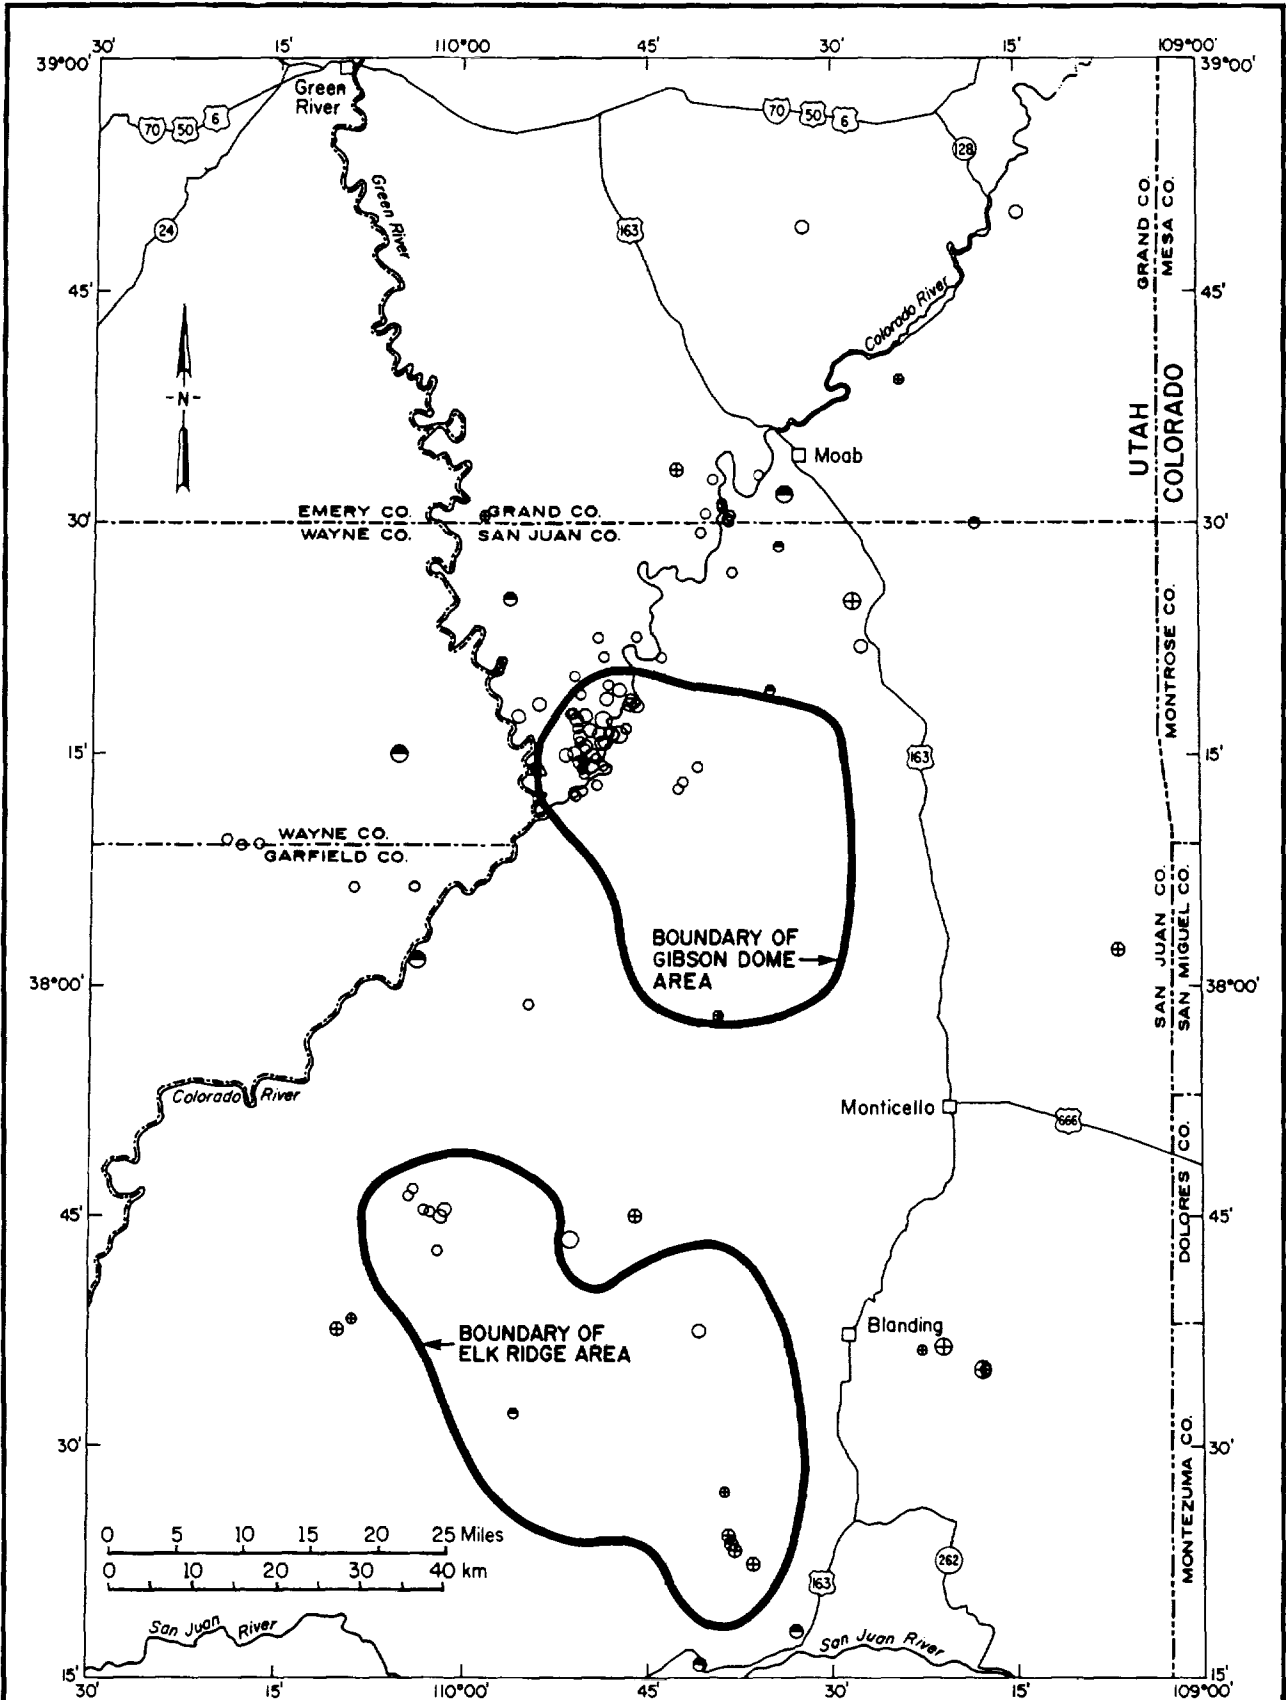 30' 15' 110°00' 45' 30' 15' 109°00'
39°00' 39°00'
Green
River
70 50 6
70 50 6
128
Green River
24
163
GRAND CO.
MESA CO.
45' 45'
Colorado River
-N-
UTAH
COLORADO
Moab
EMERY CO. GRAND CO.
30' 30'
WAYNE CO. SAN JUAN CO.
MONTROSE CO.
15' 163 15'
WAYNE CO.
GARFIELD CO.
SAN JUAN CO.
SAN MIGUEL CO.
BOUNDARY OF
GIBSON DOME
AREA
38°00' 38°00'
Colorado River
Monticello
666
DOLORES CO.
45' 45'
Blanding
BOUNDARY OF
ELK RIDGE AREA
30' 30'
MONTEZUMA CO.
0 5 10 15 20 25 Miles
0 10 20 30 40 km
262
163
San Juan River
San Juan River
15' 15'
30' 15' 110°00' 45' 30' 15' 109°00'